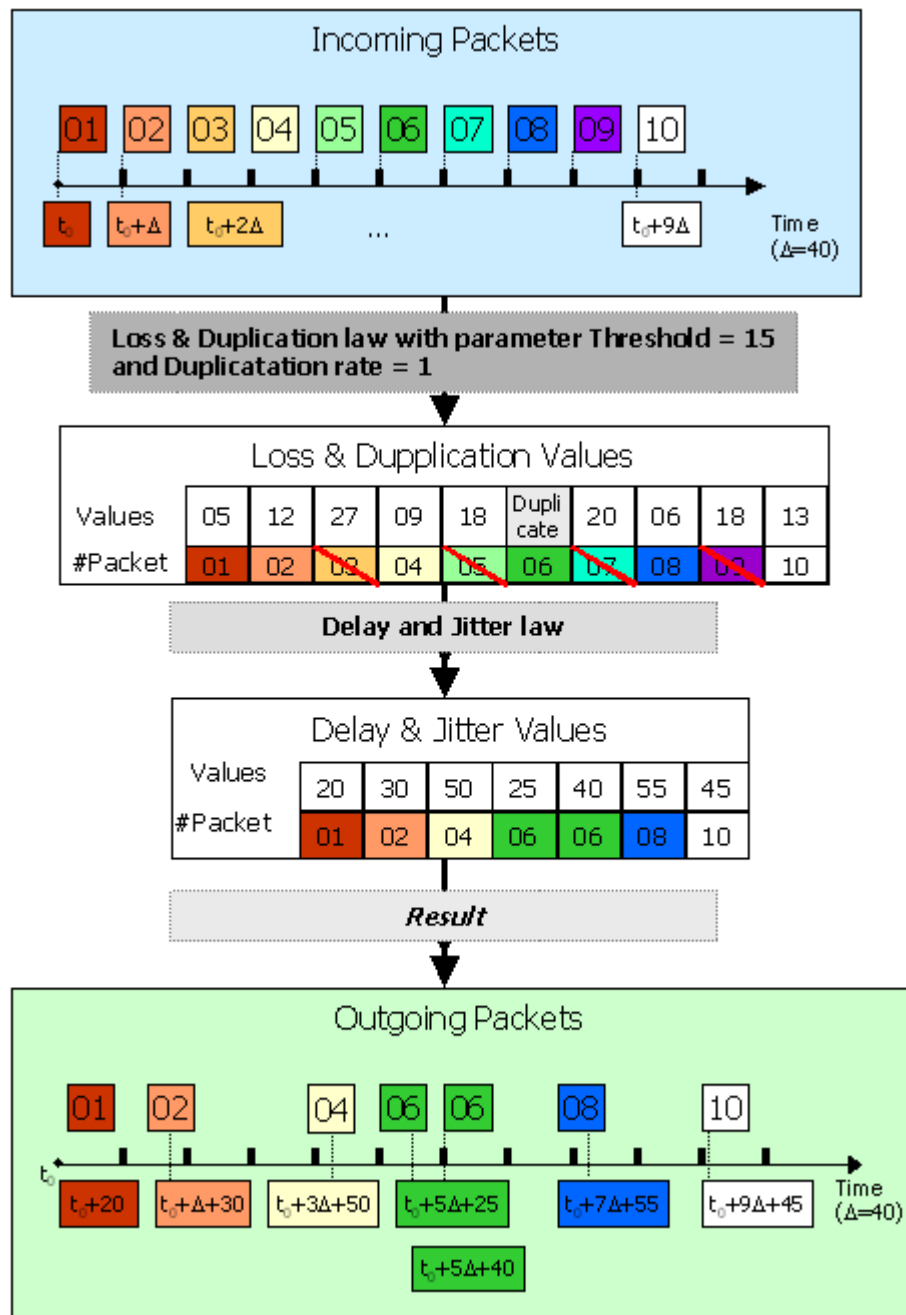 Incoming Packets
01 02 03 04 05 06 07 08 09 10
t₀ t₀+Δ t₀+2Δ ... t₀+9Δ
Time
(Δ=40)
Loss & Duplication law with parameter Threshold = 15
and Duplicatation rate = 1
Loss & Dupplication Values
Values 05 12 27 09 18 Dupli 20 06 18 13
cate
#Packet 01 02 03 04 05 06 07 08 09 10
Delay and Jitter law
Delay & Jitter Values
Values 20 30 50 25 40 55 45
#Packet 01 02 04 06 06 08 10
Result
Outgoing Packets
01 02 04 06 06 08 10
t₀
t₀+20 t₀+Δ+30 t₀+3Δ+50 t₀+5Δ+25 t₀+7Δ+55 t₀+9Δ+45
Time
(Δ=40)
t₀+5Δ+40